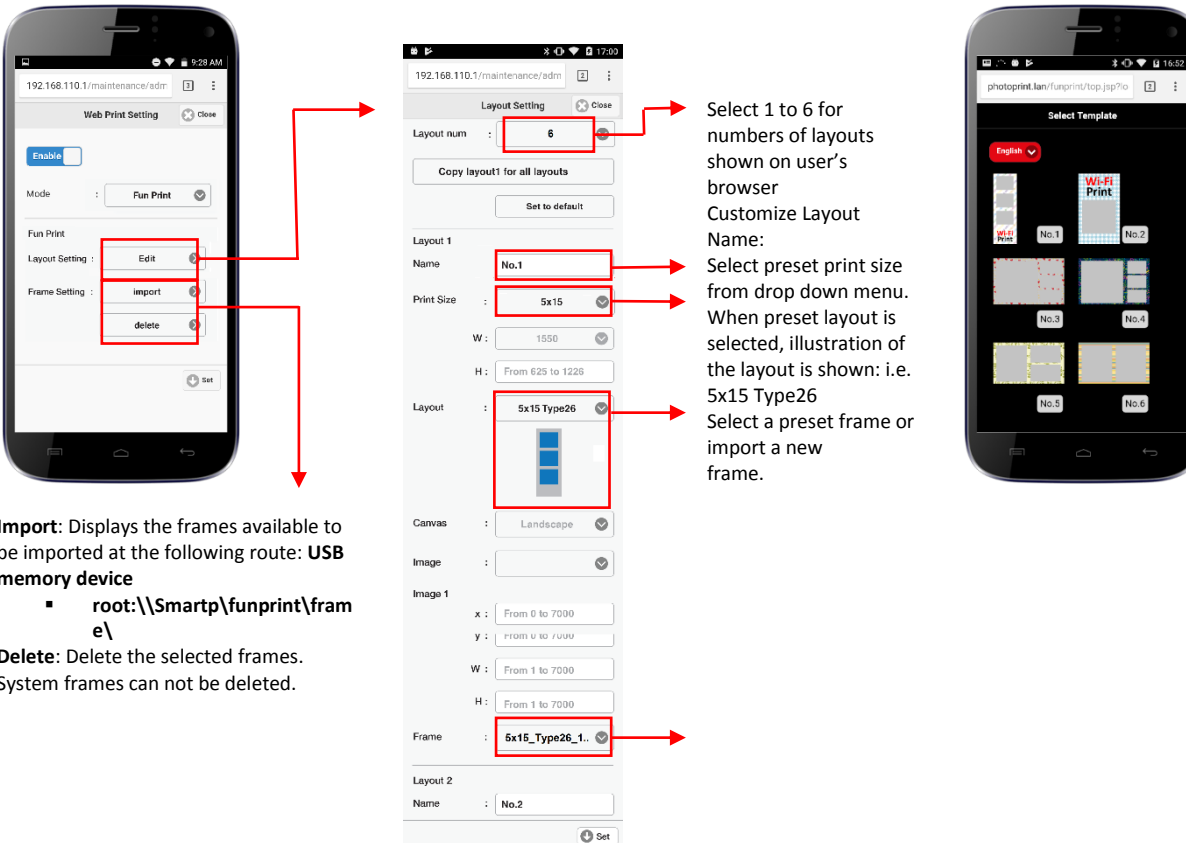 9:28 AM
192.168.110.1/maintenance/adm
2
Web Print Setting
Close
Enable
Mode : Fun Print
Fun Print
Layout Setting : Edit
Frame Setting : import
delete
Set
Import: Displays the frames available to
be imported at the following route: USB
memory device
▪ root:\\Smartp\funprint\fram
e\
Delete: Delete the selected frames.
System frames can not be deleted.
17:00
192.168.110.1/maintenance/adm
2
Layout Setting
Close
Layout num : 6
Copy layout1 for all layouts
Set to default
Layout 1
Name No.1
Print Size : 5x15
W : 1550
H : From 625 to 1226
Layout : 5x15 Type26
Canvas : Landscape
Image :
Image 1
x : From 0 to 7000
y : From 0 to 7000
W : From 1 to 7000
H : From 1 to 7000
Frame : 5x15_Type26_1..
Layout 2
Name : No.2
Set
Select 1 to 6 for
numbers of layouts
shown on user’s
browser
Customize Layout
Name:
Select preset print size
from drop down menu.
When preset layout is
selected, illustration of
the layout is shown: i.e.
5x15 Type26
Select a preset frame or
import a new
frame.
16:52
photoprint.lan/funprint/top.jsp?lo
2
Select Template
English
Wi-Fi
Print
No.1
Wi-Fi
Print
No.2
No.3
No.4
No.5
No.6